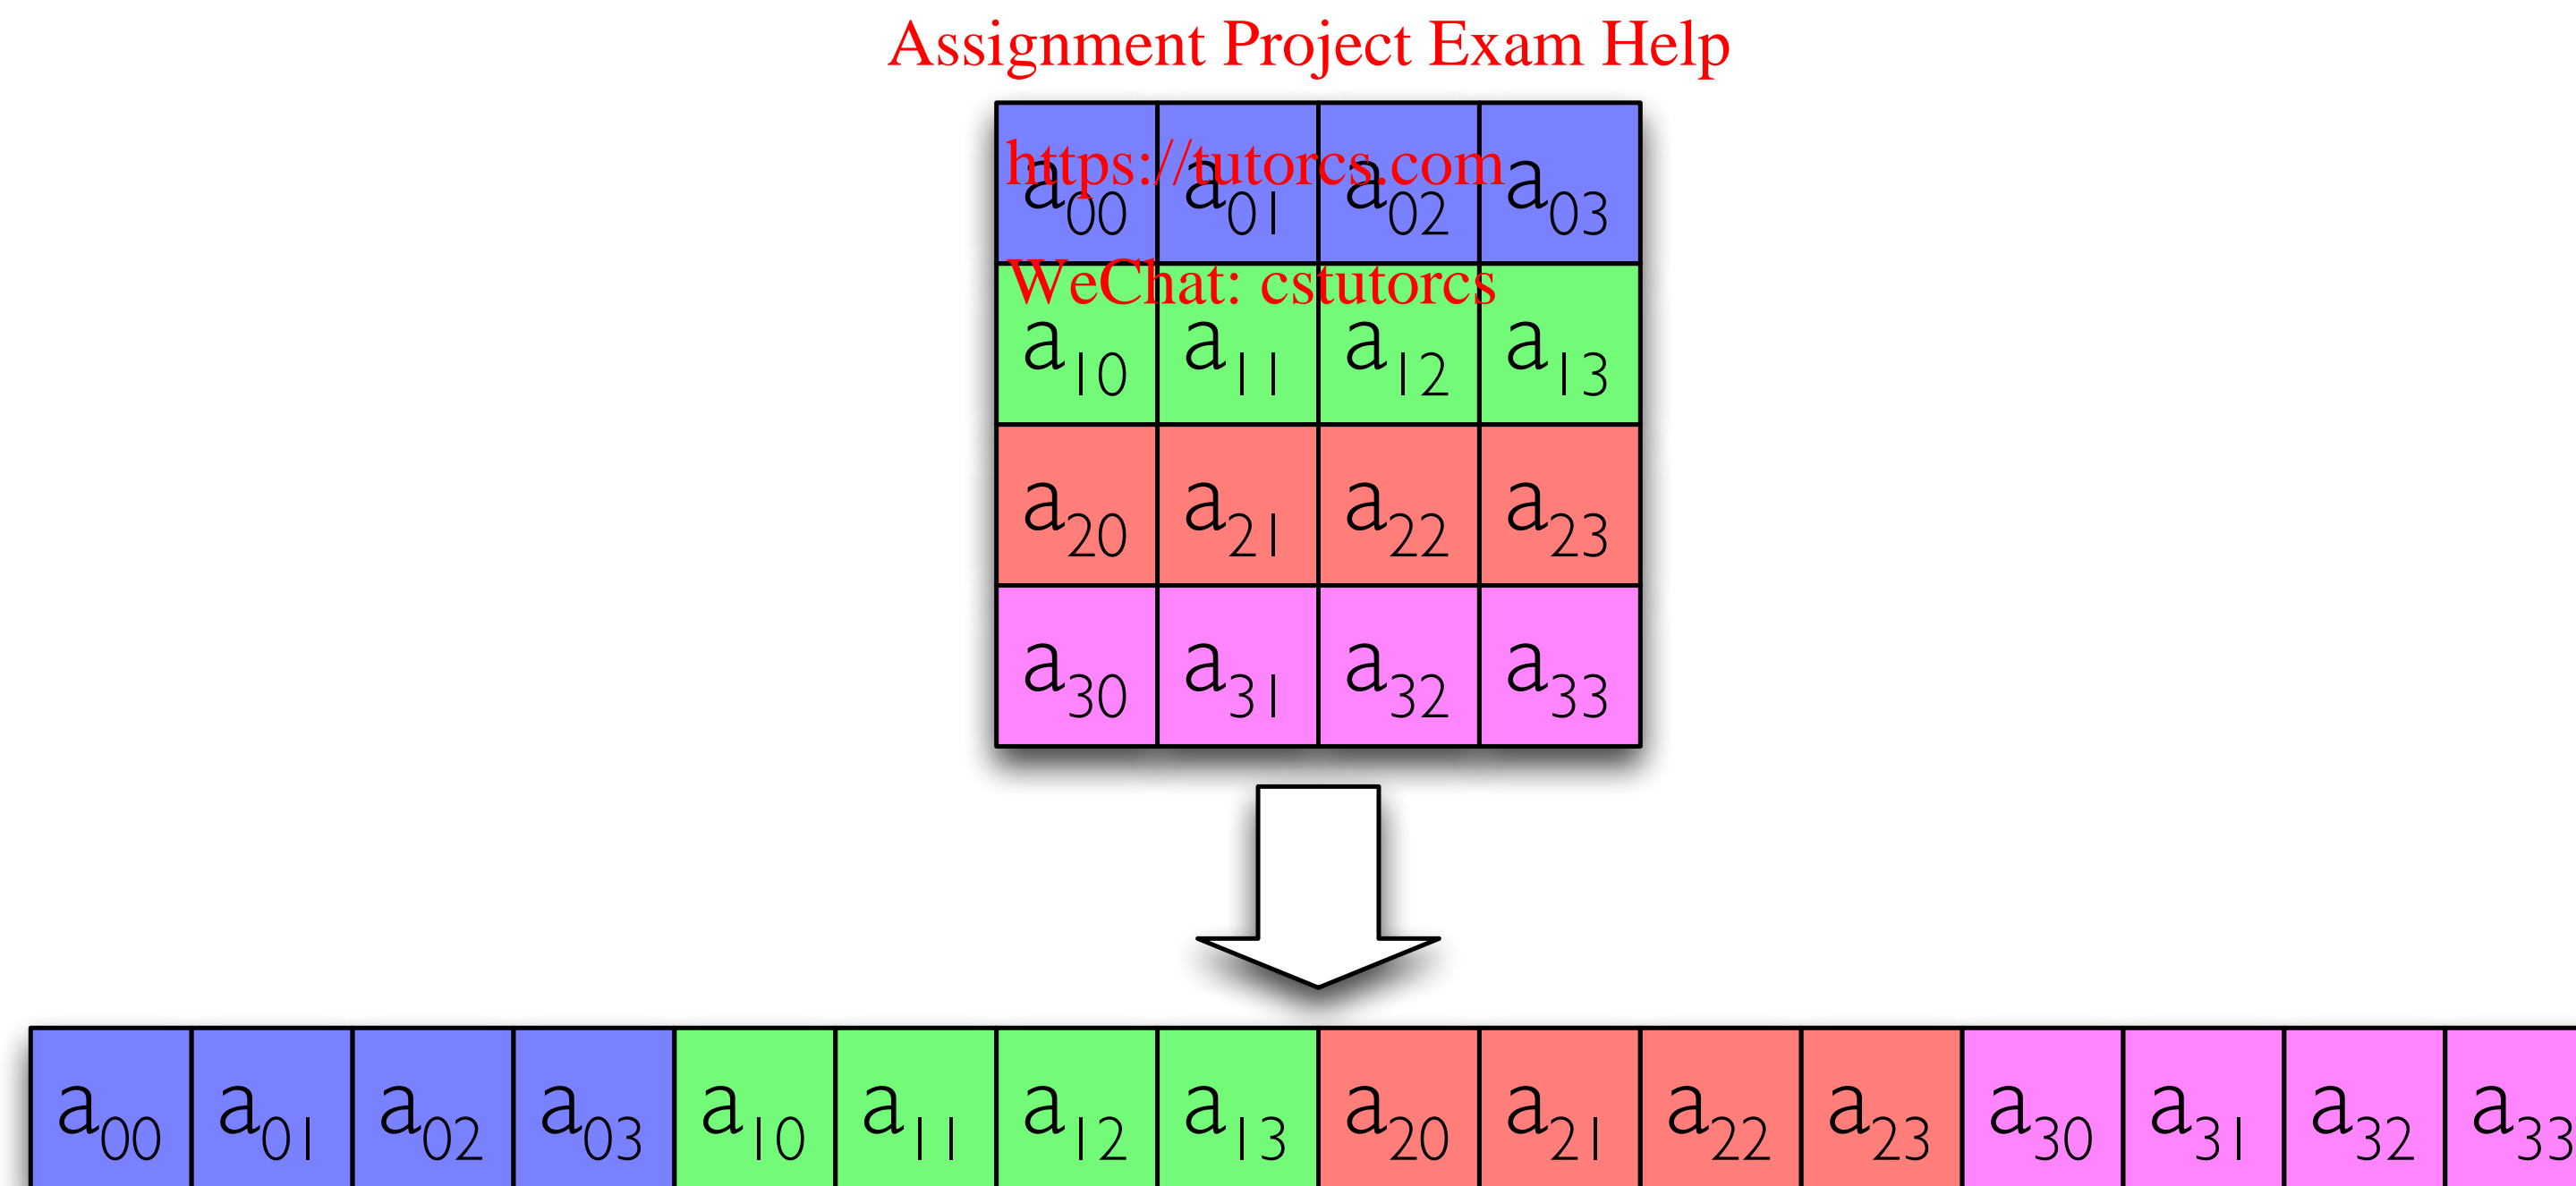 Assignment Project Exam Help
https://tutorcs.com
a00 a01 a02 a03
WeChat: cstutorcs
a10 a11 a12 a13
a20 a21 a22 a23
a30 a31 a32 a33
a00 a01 a02 a03 a10 a11 a12 a13 a20 a21 a22 a23 a30 a31 a32 a33